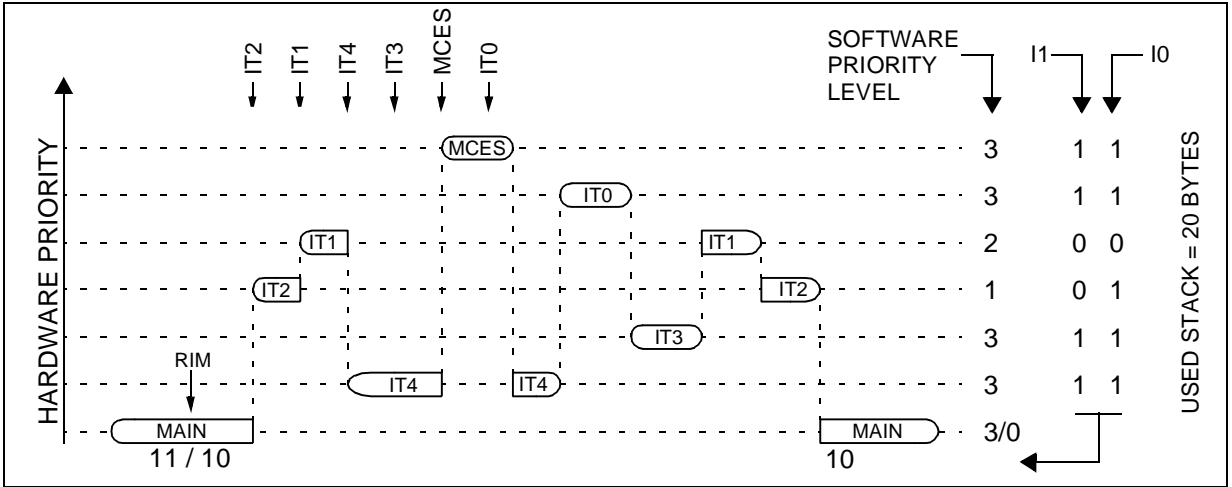 IT2
IT1
IT4
IT3
MCES
IT0
SOFTWARE
PRIORITY
LEVEL
I1
I0
HARDWARE PRIORITY
USED STACK = 20 BYTES
MCES
3
1 1
IT0
3
1 1
IT1
IT1
2
0 0
IT2
IT2
1
0 1
IT3
3
1 1
RIM
IT4
IT4
3
1 1
MAIN
MAIN
3/0
11 / 10
10